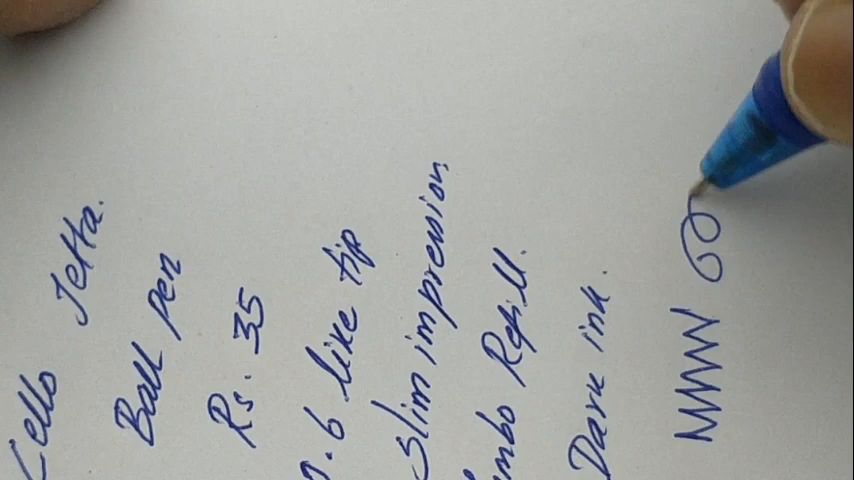 Cello Jetta.
Ball pen
Rs. 35
0.6 like tip
Slim impression
Jumbo Refill.
Dark ink.